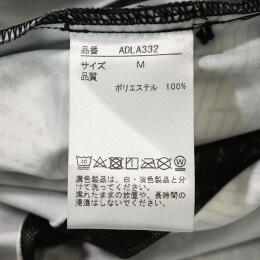 品番 ADLA332
サイズ M
品質
ポリエステル 100%
濃色製品は、白・淡色製品と分
けて洗ってください。
濡れたままの放置や、長時間の
浸漬はしないでください。